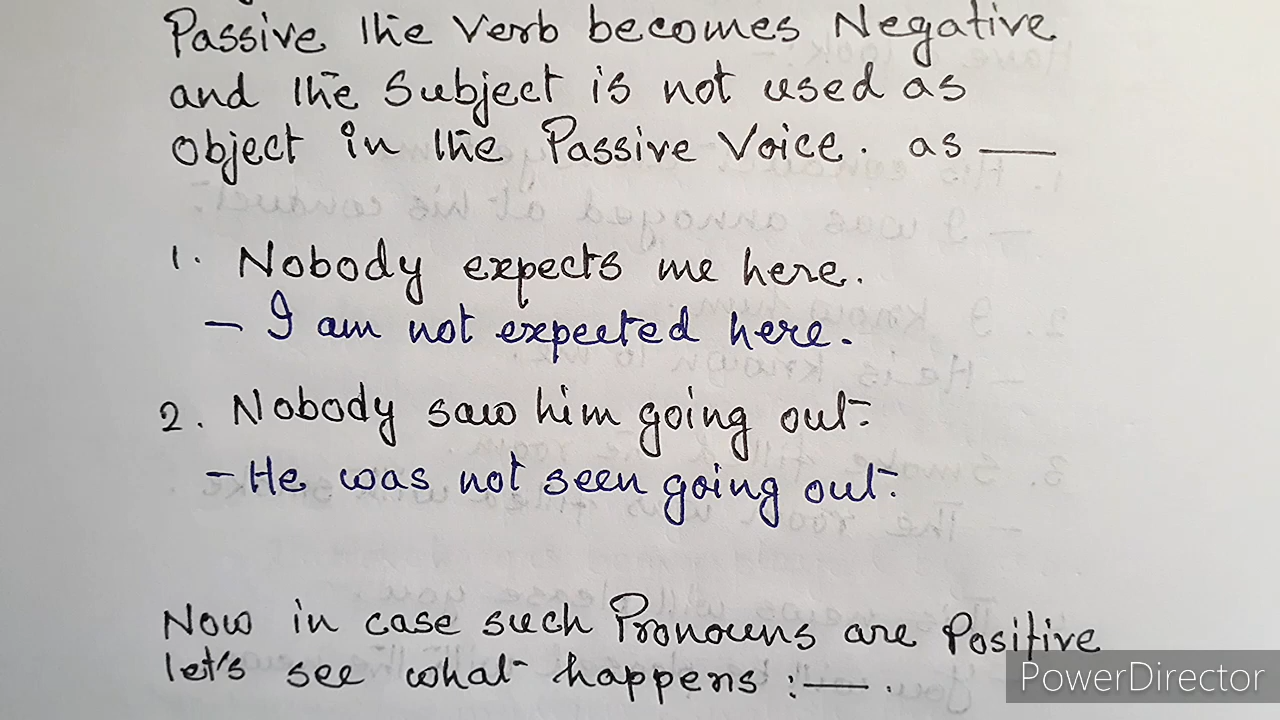 Passive the Verb becomes Negative
and the Subject is not used as
object in the Passive Voice. as —
1. Nobody expects me here.
– I am not expected here.
2. Nobody saw him going out.
– He was not seen going out.
Now in case such Pronouns are Positive
let's see what happens :— .
PowerDirector